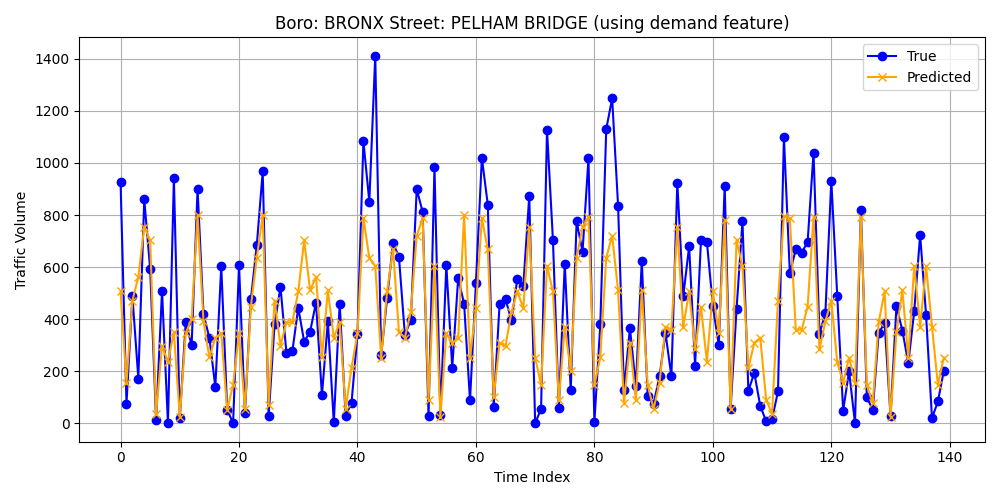 Boro: BRONX Street: PELHAM BRIDGE (using demand feature)
True
Predicted
Traffic Volume
1400
1200
1000
800
600
400
200
0
0 20 40 60 80 100 120 140
Time Index